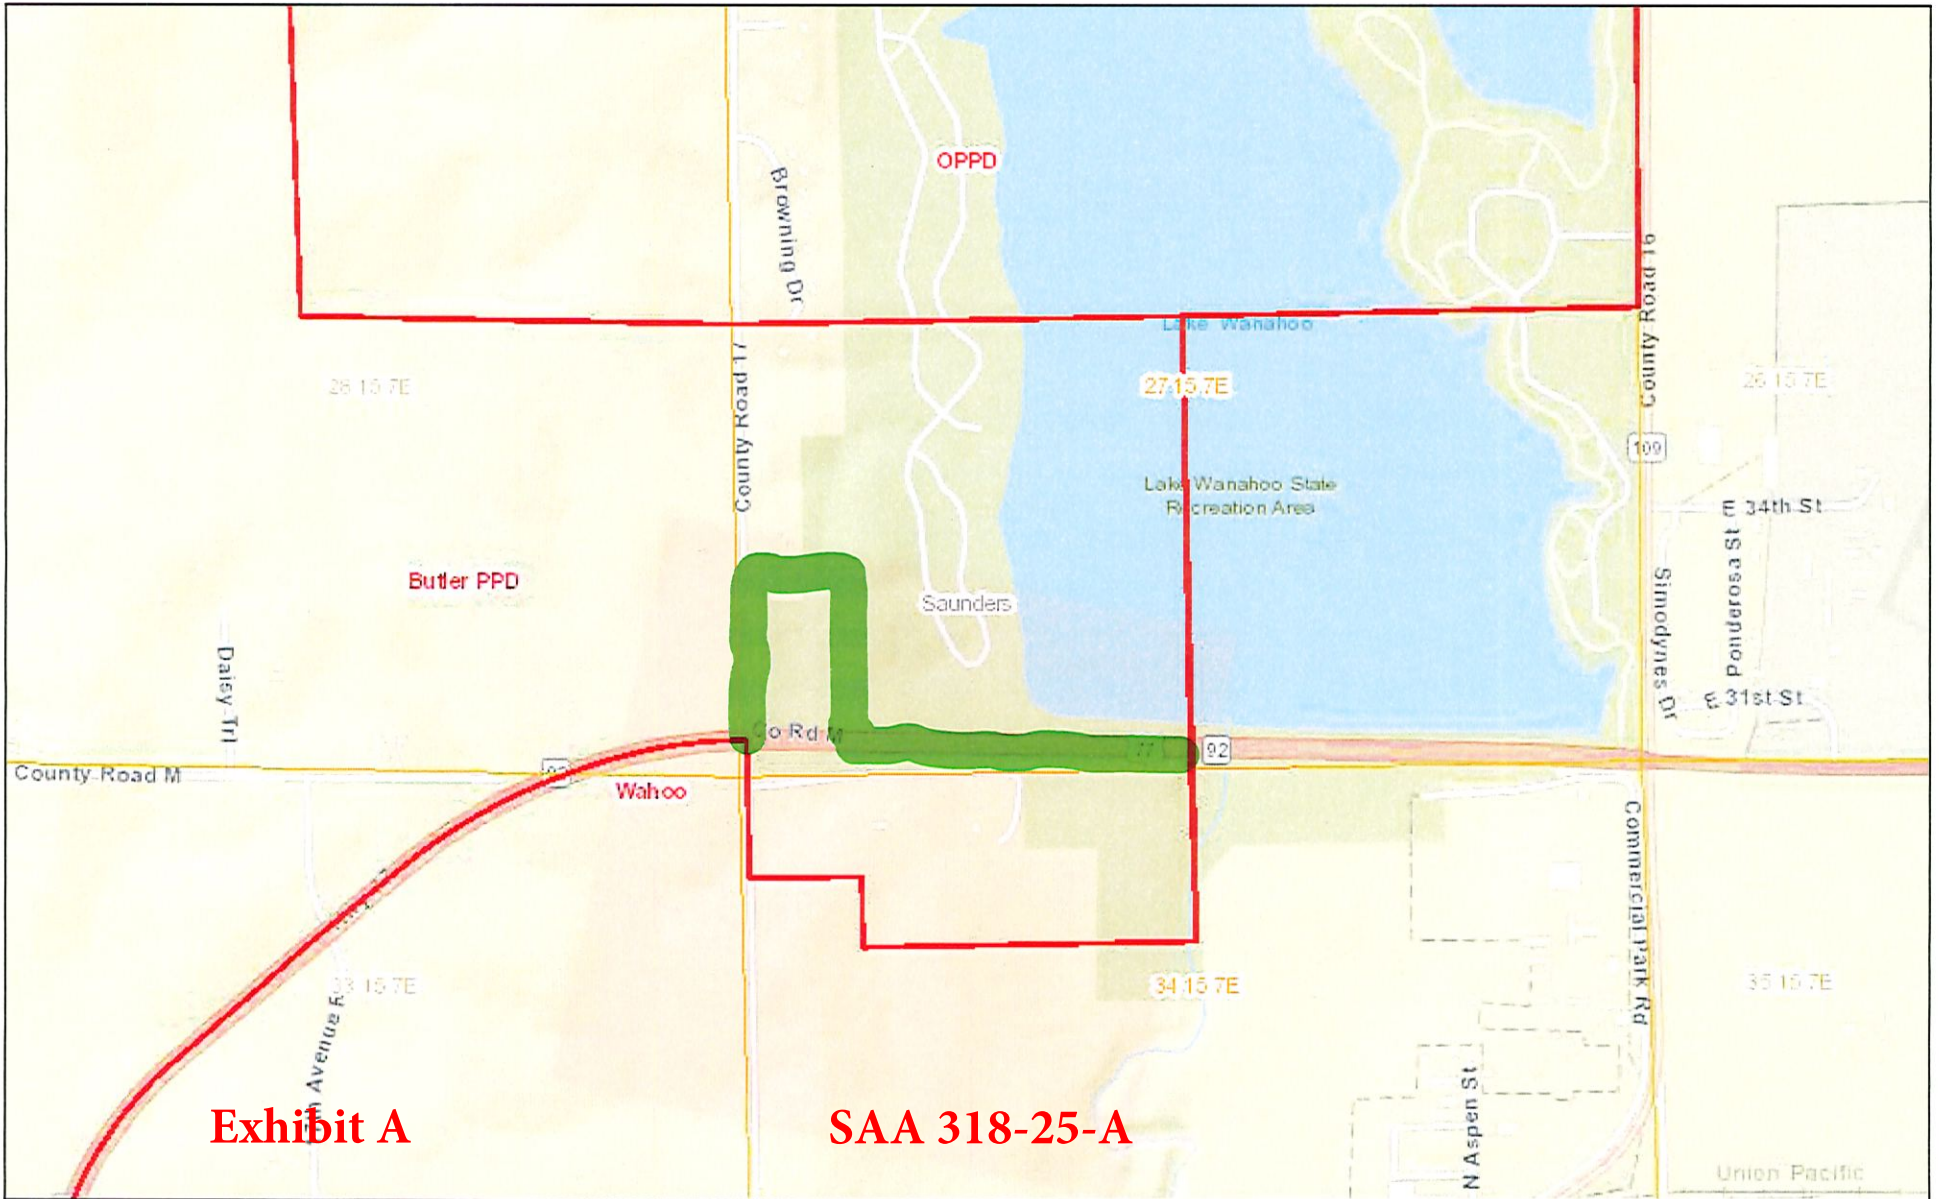 OPPD
Browning Dr
County Road 16
Lake Wanahoo
County Road 17
28 15 7E
27 15 7E
26 15 7E
109
Lake Wanahoo State
Recreation Area
E 34th St
Ponderosa St
Simodynes Dr
Butler PPD
Saunders
Daisy Trl
E 31st St
Co Rd M
77
92
County Road M
92
Wahoo
Commercial Park Rd
33 15 7E
34 15 7E
35 15 7E
N Aspen St
Exhibit A
SAA 318-25-A
Union Pacific